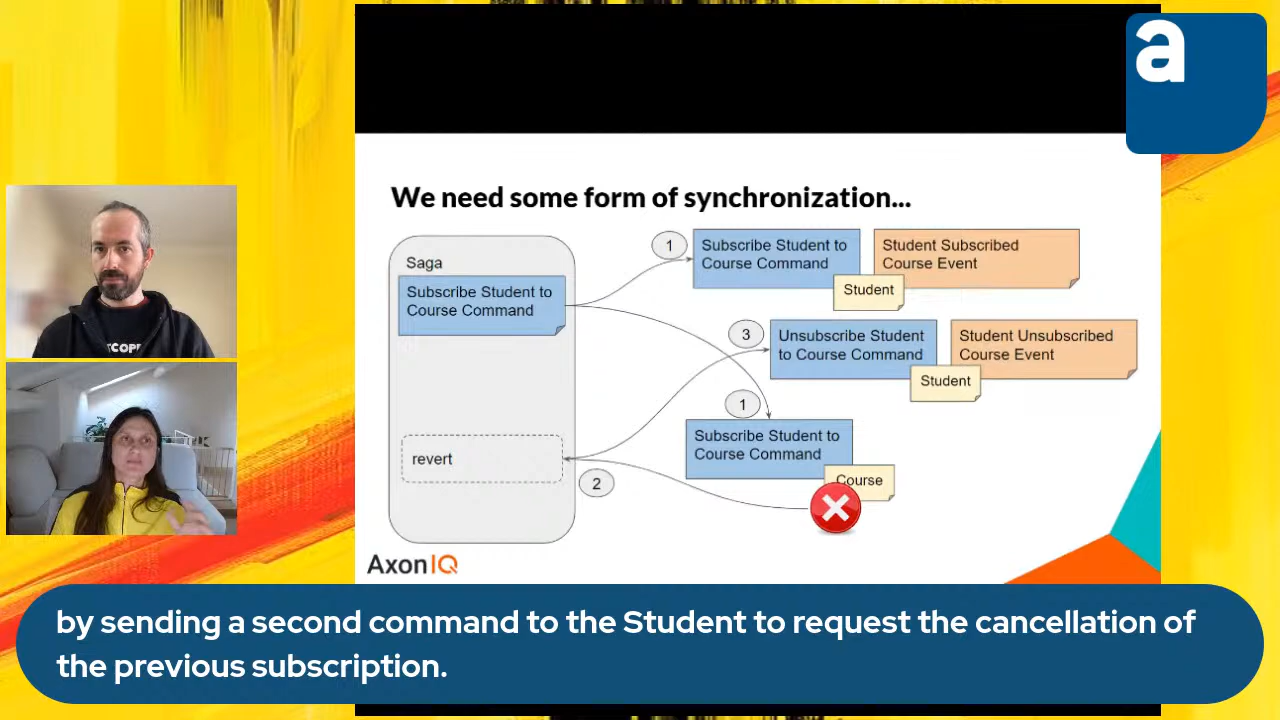 a
We need some form of synchronization...
Saga
Subscribe Student to
Course Command
1
Subscribe Student to
Course Command
Student
Student Subscribed
Course Event
3
Unsubscribe Student
to Course Command
Student
Student Unsubscribed
Course Event
1
Subscribe Student to
Course Command
Course
revert
2
AxonIQ
by sending a second command to the Student to request the cancellation of
the previous subscription.